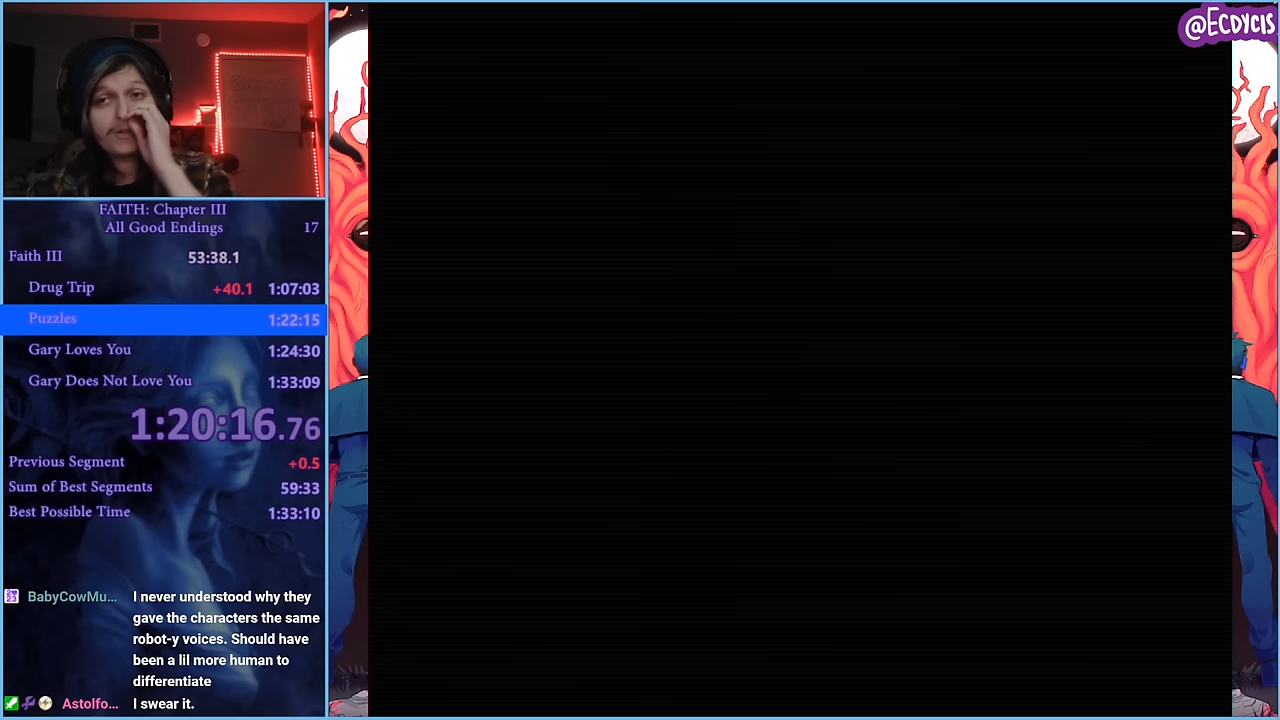 @ECDYCIS
FAITH: Chapter III
All Good Endings 17
Faith III 53:38.1
Drug Trip +40.1 1:07:03
Puzzles 1:22:15
Gary Loves You 1:24:30
Gary Does Not Love You 1:33:09
1:20:16.76
Previous Segment +0.5
Sum of Best Segments 59:33
Best Possible Time 1:33:10
BabyCowMu... I never understood why they
gave the characters the same
robot-y voices. Should have
been a lil more human to
differentiate
Astolfo... I swear it.